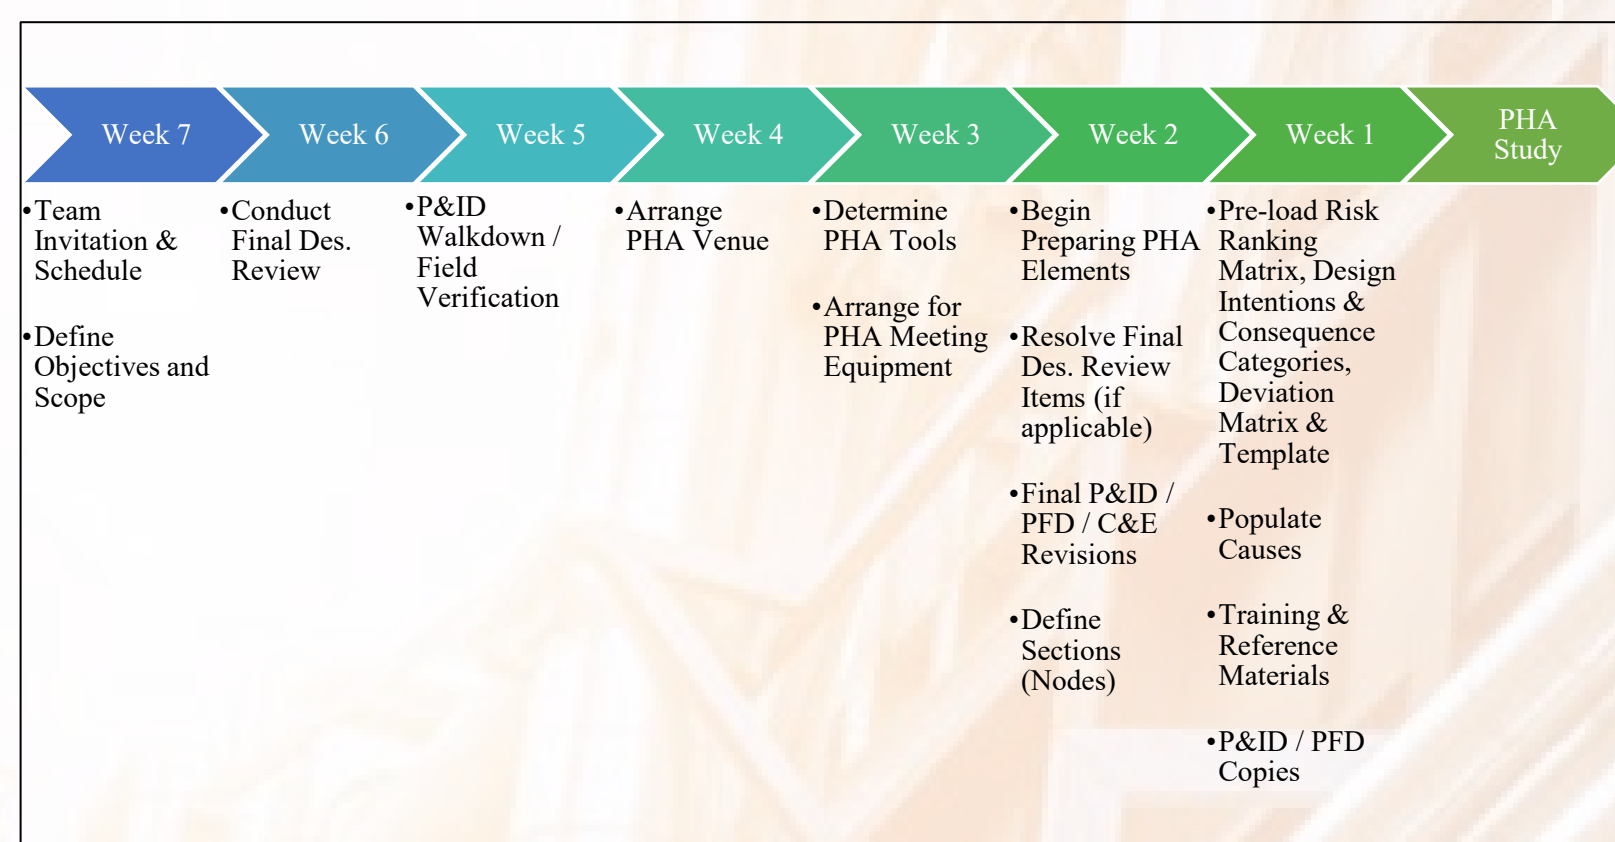 Week 7
Week 6
Week 5
Week 4
Week 3
Week 2
Week 1
PHA
Study
•Team
Invitation &
Schedule
•Define
Objectives and
Scope
•Conduct
Final Des.
Review
•P&ID
Walkdown /
Field
Verification
•Arrange
PHA Venue
•Determine
PHA Tools
•Arrange for
PHA Meeting
Equipment
•Begin
Preparing PHA
Elements
•Resolve Final
Des. Review
Items (if
applicable)
•Final P&ID /
PFD / C&E
Revisions
•Define
Sections
(Nodes)
•Pre-load Risk
Ranking
Matrix, Design
Intentions &
Consequence
Categories,
Deviation
Matrix &
Template
•Populate
Causes
•Training &
Reference
Materials
•P&ID / PFD
Copies